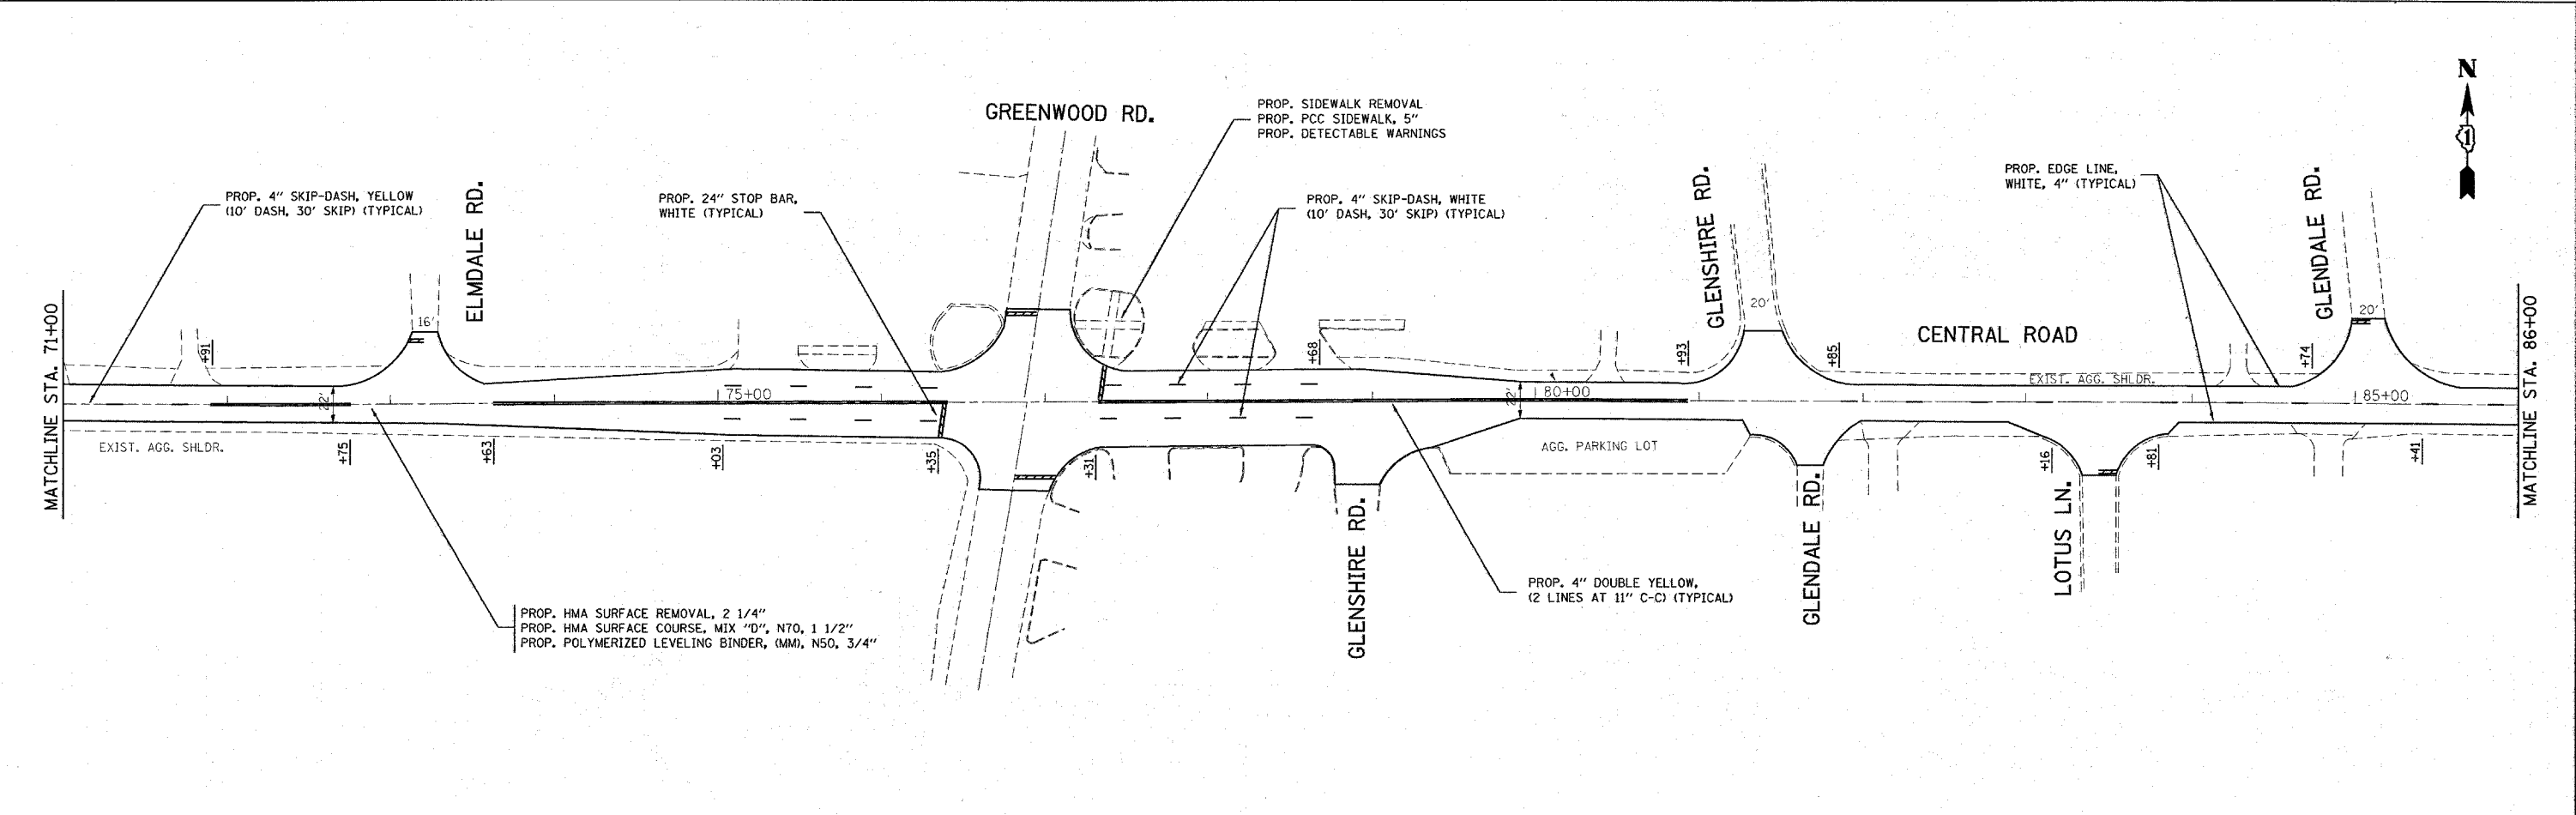 N
1
GREENWOOD RD.
PROP. SIDEWALK REMOVAL
PROP. PCC SIDEWALK, 5"
PROP. DETECTABLE WARNINGS
PROP. 4" SKIP-DASH, YELLOW
(10' DASH, 30' SKIP) (TYPICAL)
ELMDALE RD.
PROP. 24" STOP BAR,
WHITE (TYPICAL)
PROP. 4" SKIP-DASH, WHITE
(10' DASH, 30' SKIP) (TYPICAL)
GLENSHIRE RD.
PROP. EDGE LINE,
WHITE, 4" (TYPICAL)
GLENDALE RD.
MATCHLINE STA. 71+00
16'
20'
20'
CENTRAL ROAD
MATCHLINE STA. 86+00
+91
+68
+93
+85
+74
EXIST. AGG. SHLDR.
22'
75+00
22'
80+00
85+00
EXIST. AGG. SHLDR.
+75
+63
+03
+35
+31
AGG. PARKING LOT
+16
+81
+41
GLENSHIRE RD.
GLENDALE RD.
LOTUS LN.
PROP. 4" DOUBLE YELLOW,
(2 LINES AT 11" C-C) (TYPICAL)
PROP. HMA SURFACE REMOVAL, 2 1/4"
PROP. HMA SURFACE COURSE, MIX "D", N70, 1 1/2"
PROP. POLYMERIZED LEVELING BINDER, (MM), N50, 3/4"